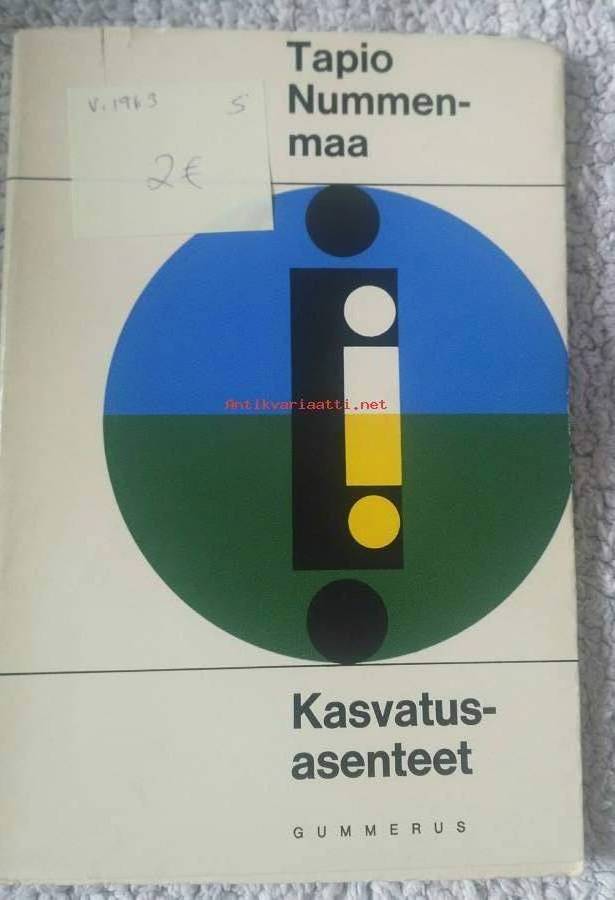 Tapio
Nummen-
maa
v. 1963 S
2€
Antikvariaatti.net
Kasvatus-
asenteet
GUMMERUS